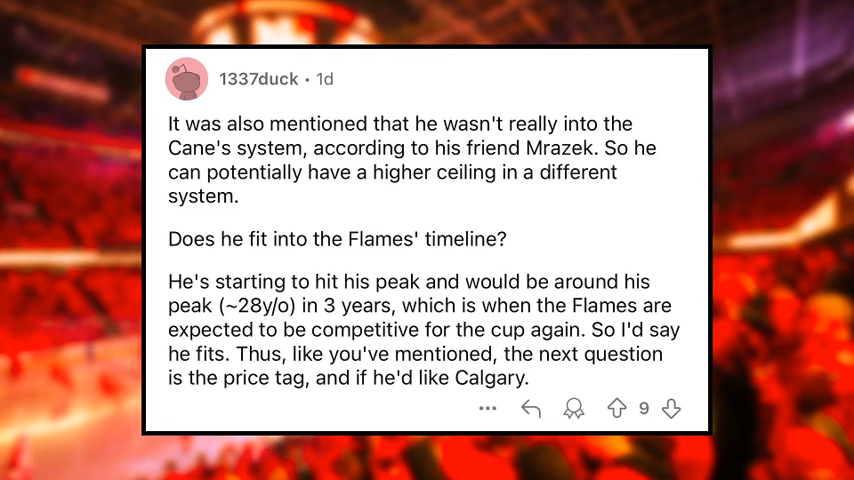 1337duck • 1d
It was also mentioned that he wasn't really into the
Cane's system, according to his friend Mrazek. So he
can potentially have a higher ceiling in a different
system.
Does he fit into the Flames' timeline?
He's starting to hit his peak and would be around his
peak (~28y/o) in 3 years, which is when the Flames are
expected to be competitive for the cup again. So I'd say
he fits. Thus, like you've mentioned, the next question
is the price tag, and if he'd like Calgary.
9